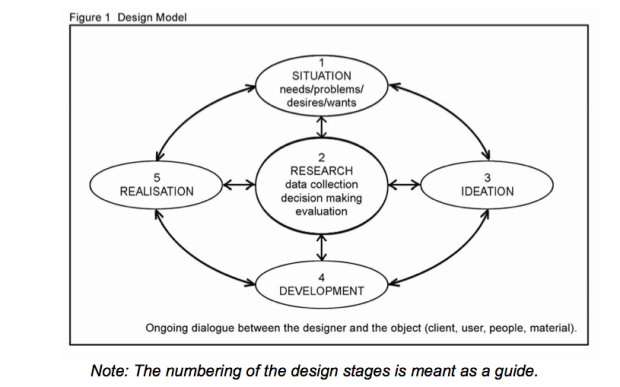 Figure 1 Design Model
1
SITUATION
needs/problems/
desires/wants
2
RESEARCH
data collection
decision making
evaluation
3
IDEATION
4
DEVELOPMENT
5
REALISATION
Ongoing dialogue between the designer and the object (client, user, people, material).
Note: The numbering of the design stages is meant as a guide.